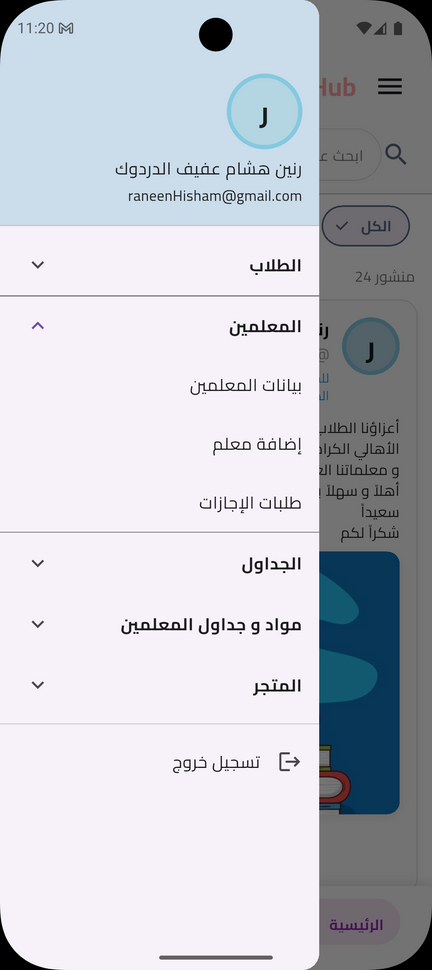 11:20
ر
رنين هشام عفيف الدردوك
raneenHisham@gmail.com
الطلاب
المعلمين
بيانات المعلمين
إضافة معلم
طلبات الإجازات
الجداول
مواد و جداول المعلمين
المتجر
تسجيل خروج
Hub
ابحث
الكل
24 منشور
ر
@
أعزاؤنا الطلاب
الأهالي الكرام
و معلماتنا
أهلاً و سهلاً
سعيداً
شكراً لكم
الرئيسية